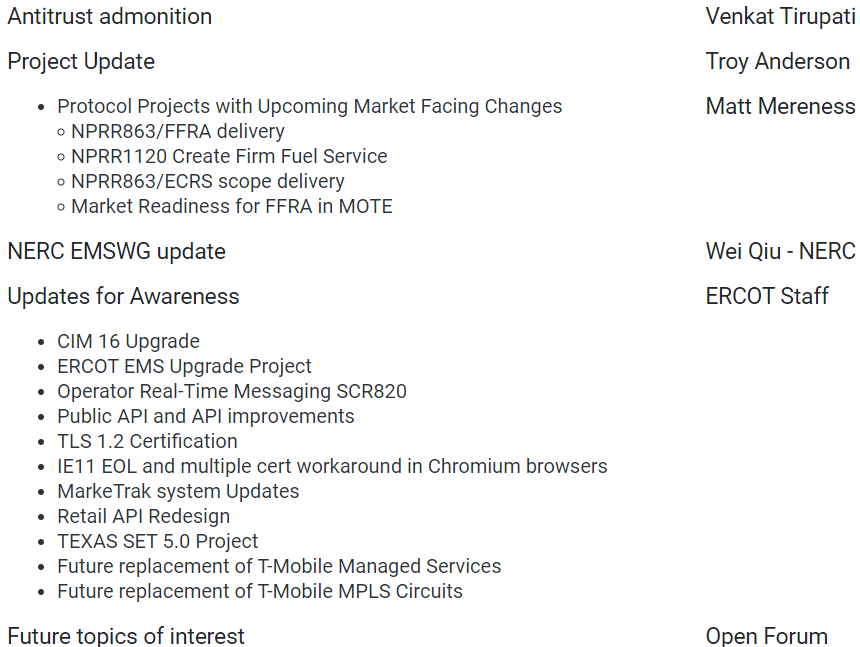 Antitrust admonition Venkat Tirupati
Project Update Troy Anderson
• Protocol Projects with Upcoming Market Facing Changes Matt Mereness
○ NPRR863/FFRA delivery
○ NPRR1120 Create Firm Fuel Service
○ NPRR863/ECRS scope delivery
○ Market Readiness for FFRA in MOTE
NERC EMSWG update Wei Qiu - NERC
Updates for Awareness ERCOT Staff
• CIM 16 Upgrade
• ERCOT EMS Upgrade Project
• Operator Real-Time Messaging SCR820
• Public API and API improvements
• TLS 1.2 Certification
• IE11 EOL and multiple cert workaround in Chromium browsers
• MarkeTrak system Updates
• Retail API Redesign
• TEXAS SET 5.0 Project
• Future replacement of T-Mobile Managed Services
• Future replacement of T-Mobile MPLS Circuits
Future topics of interest Open Forum